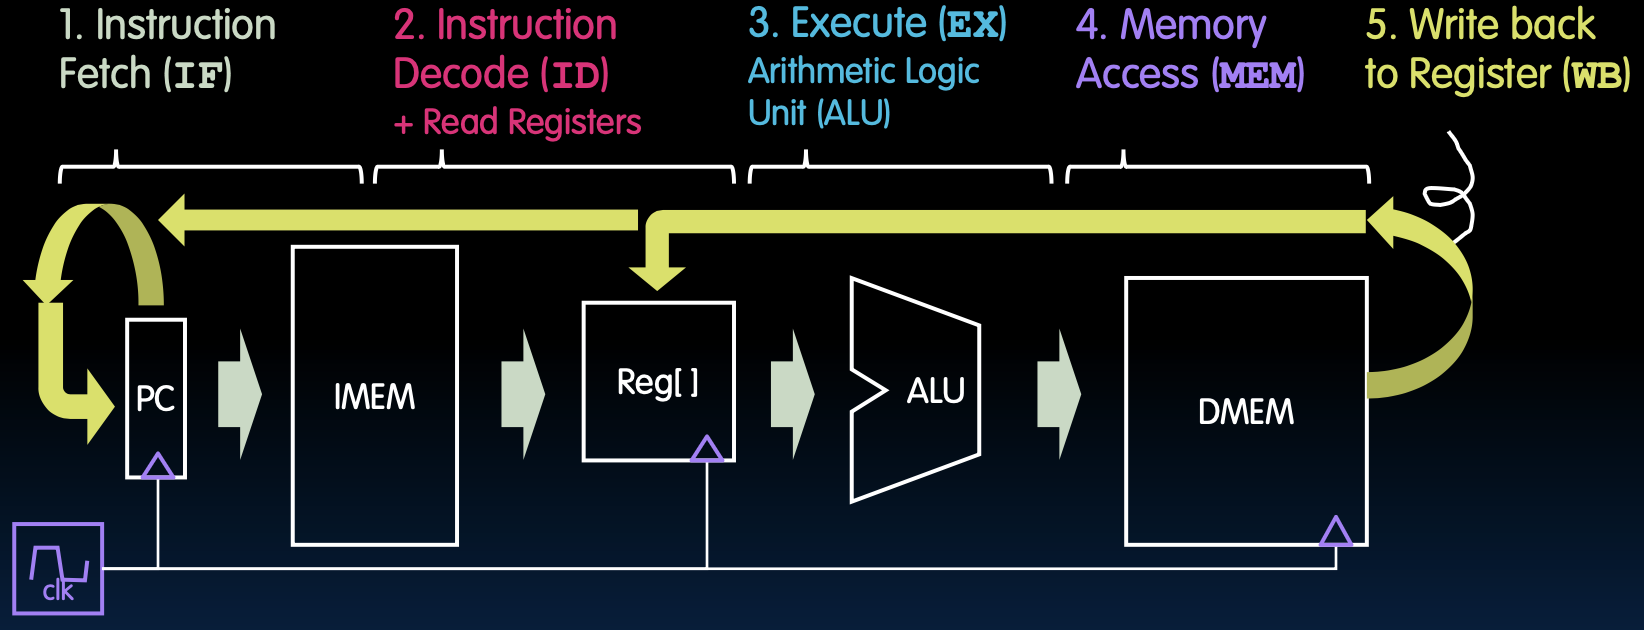 1. Instruction
Fetch (IF)
2. Instruction
Decode (ID)
+ Read Registers
3. Execute (EX)
Arithmetic Logic
Unit (ALU)
4. Memory
Access (MEM)
5. Write back
to Register (WB)
PC
IMEM
Reg[ ]
ALU
DMEM
clk